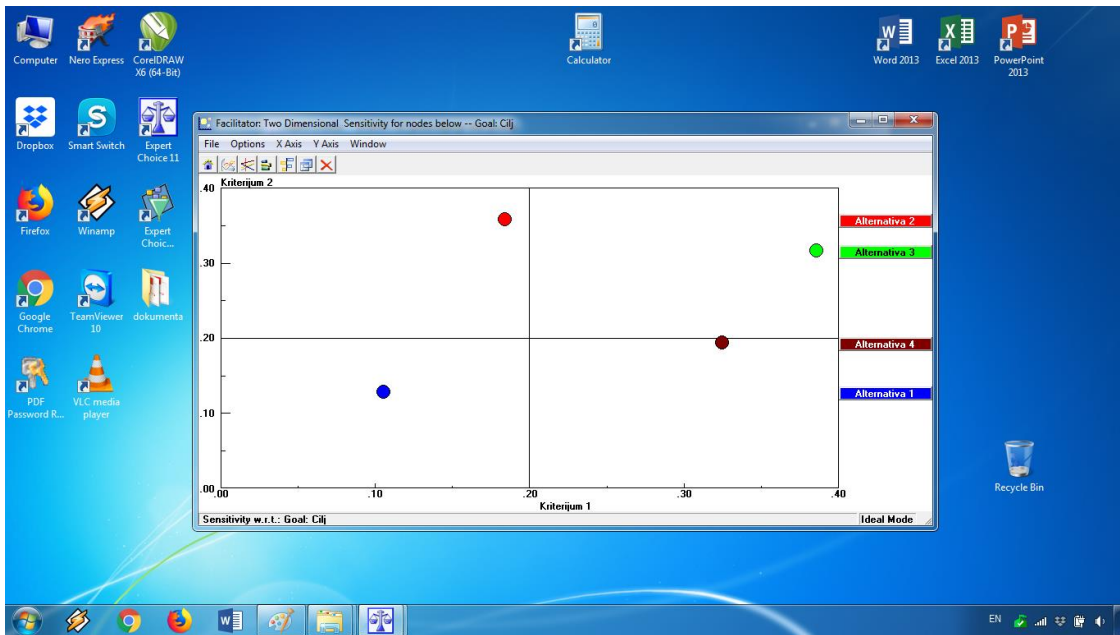 Computer
Nero Express
CorelDRAW
X6 (64-Bit)
Calculator
Word 2013
Excel 2013
PowerPoint
2013
Dropbox
Smart Switch
Expert
Choice 11
Firefox
Winamp
Expert
Choic...
Google
Chrome
TeamViewer
10
dokumenta
PDF
Password R...
VLC media
player
Recycle Bin
Facilitator: Two Dimensional Sensitivity for nodes below -- Goal: Cilj
File Options X Axis Y Axis Window
Kriterijum 2
.40
.30
.20
.10
.00
.00 .10 .20 .30 .40
Kriterijum 1
Alternativa 2
Alternativa 3
Alternativa 4
Alternativa 1
Sensitivity w.r.t.: Goal: Cilj
Ideal Mode
EN